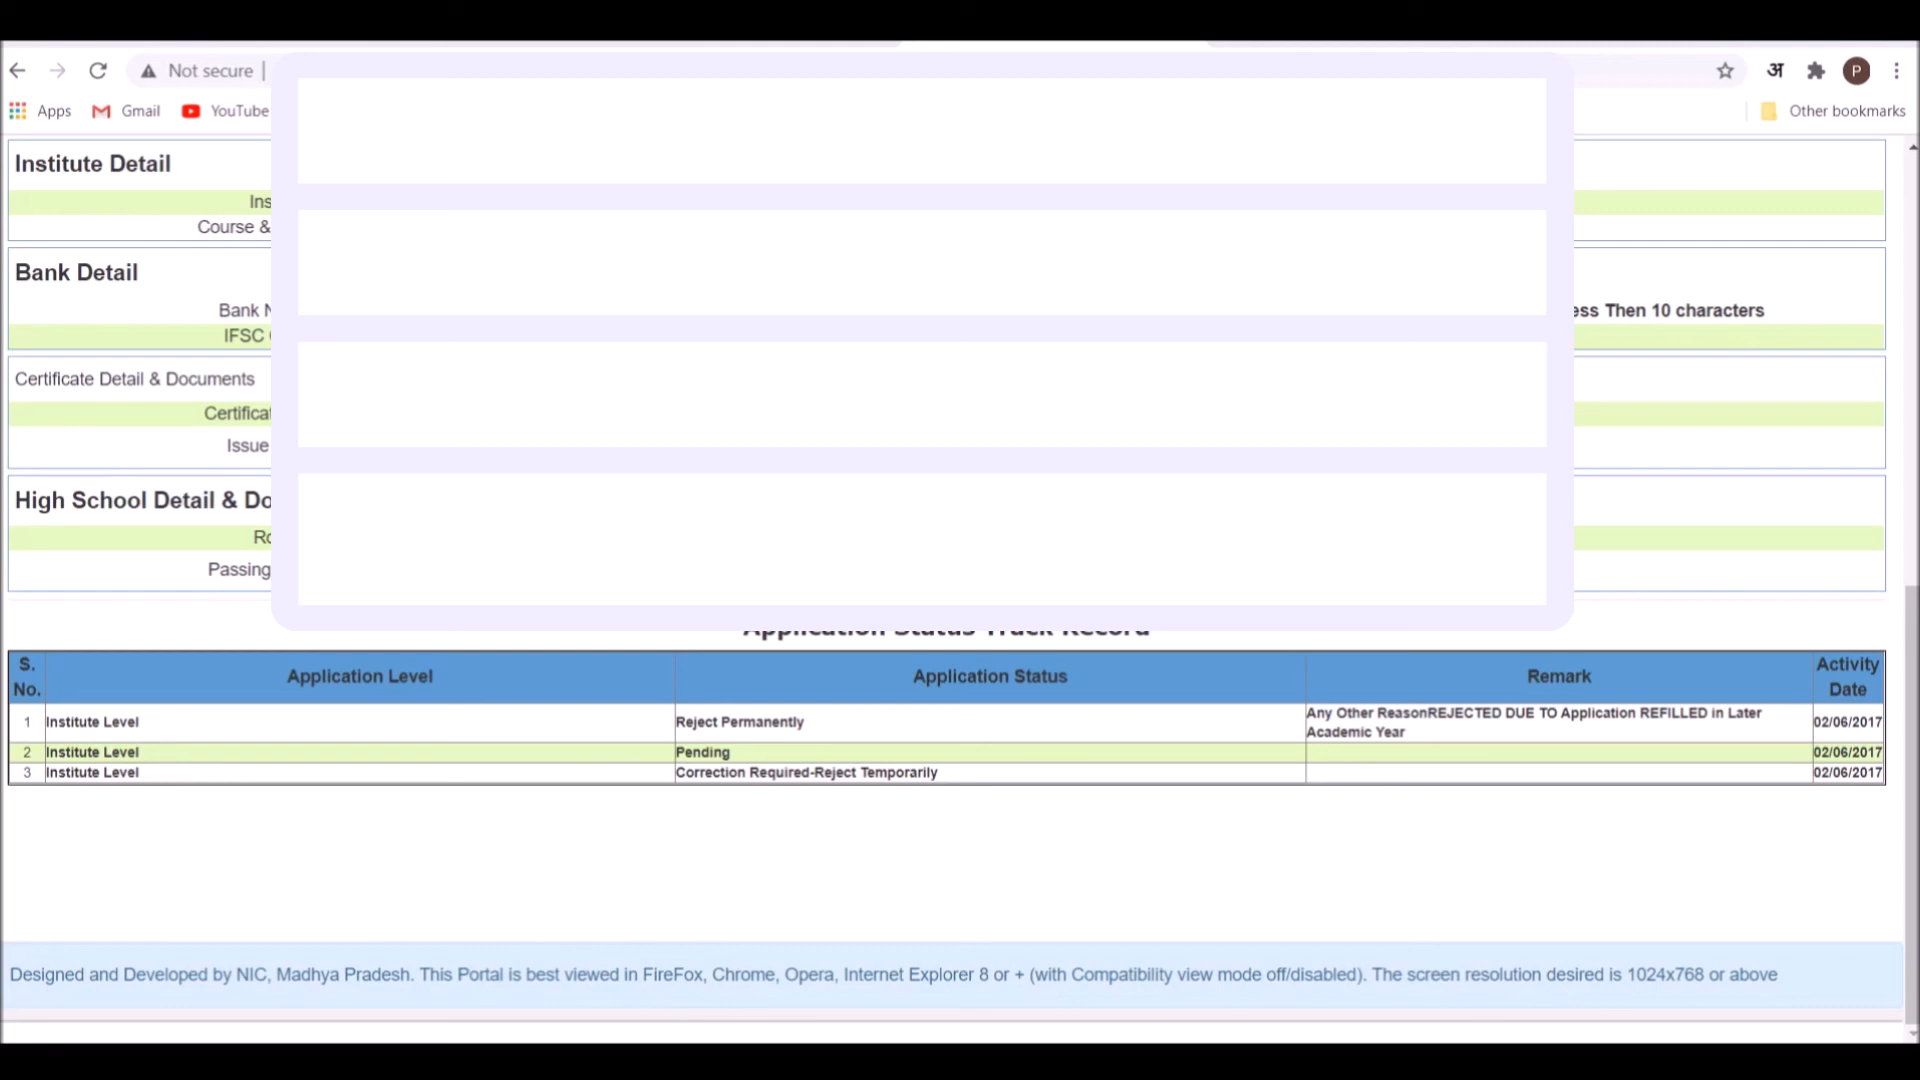 Not secure
Apps Gmail YouTube Other bookmarks
Institute Detail
Course &
Bank Detail
Bank Then 10 characters
IFSC
Certificate Detail & Documents
Issue
High School Detail &
Passing
Application Status Track Record
S. No. Application Level Application Status Remark Activity Date
1 Institute Level Reject Permanently Any Other ReasonREJECTED DUE TO Application REFILLED in Later Academic Year 02/06/2017
2 Institute Level Pending 02/06/2017
3 Institute Level Correction Required-Reject Temporarily 02/06/2017
Designed and Developed by NIC, Madhya Pradesh. This Portal is best viewed in FireFox, Chrome, Opera, Internet Explorer 8 or + (with Compatibility view mode off/disabled). The screen resolution desired is 1024x768 or above